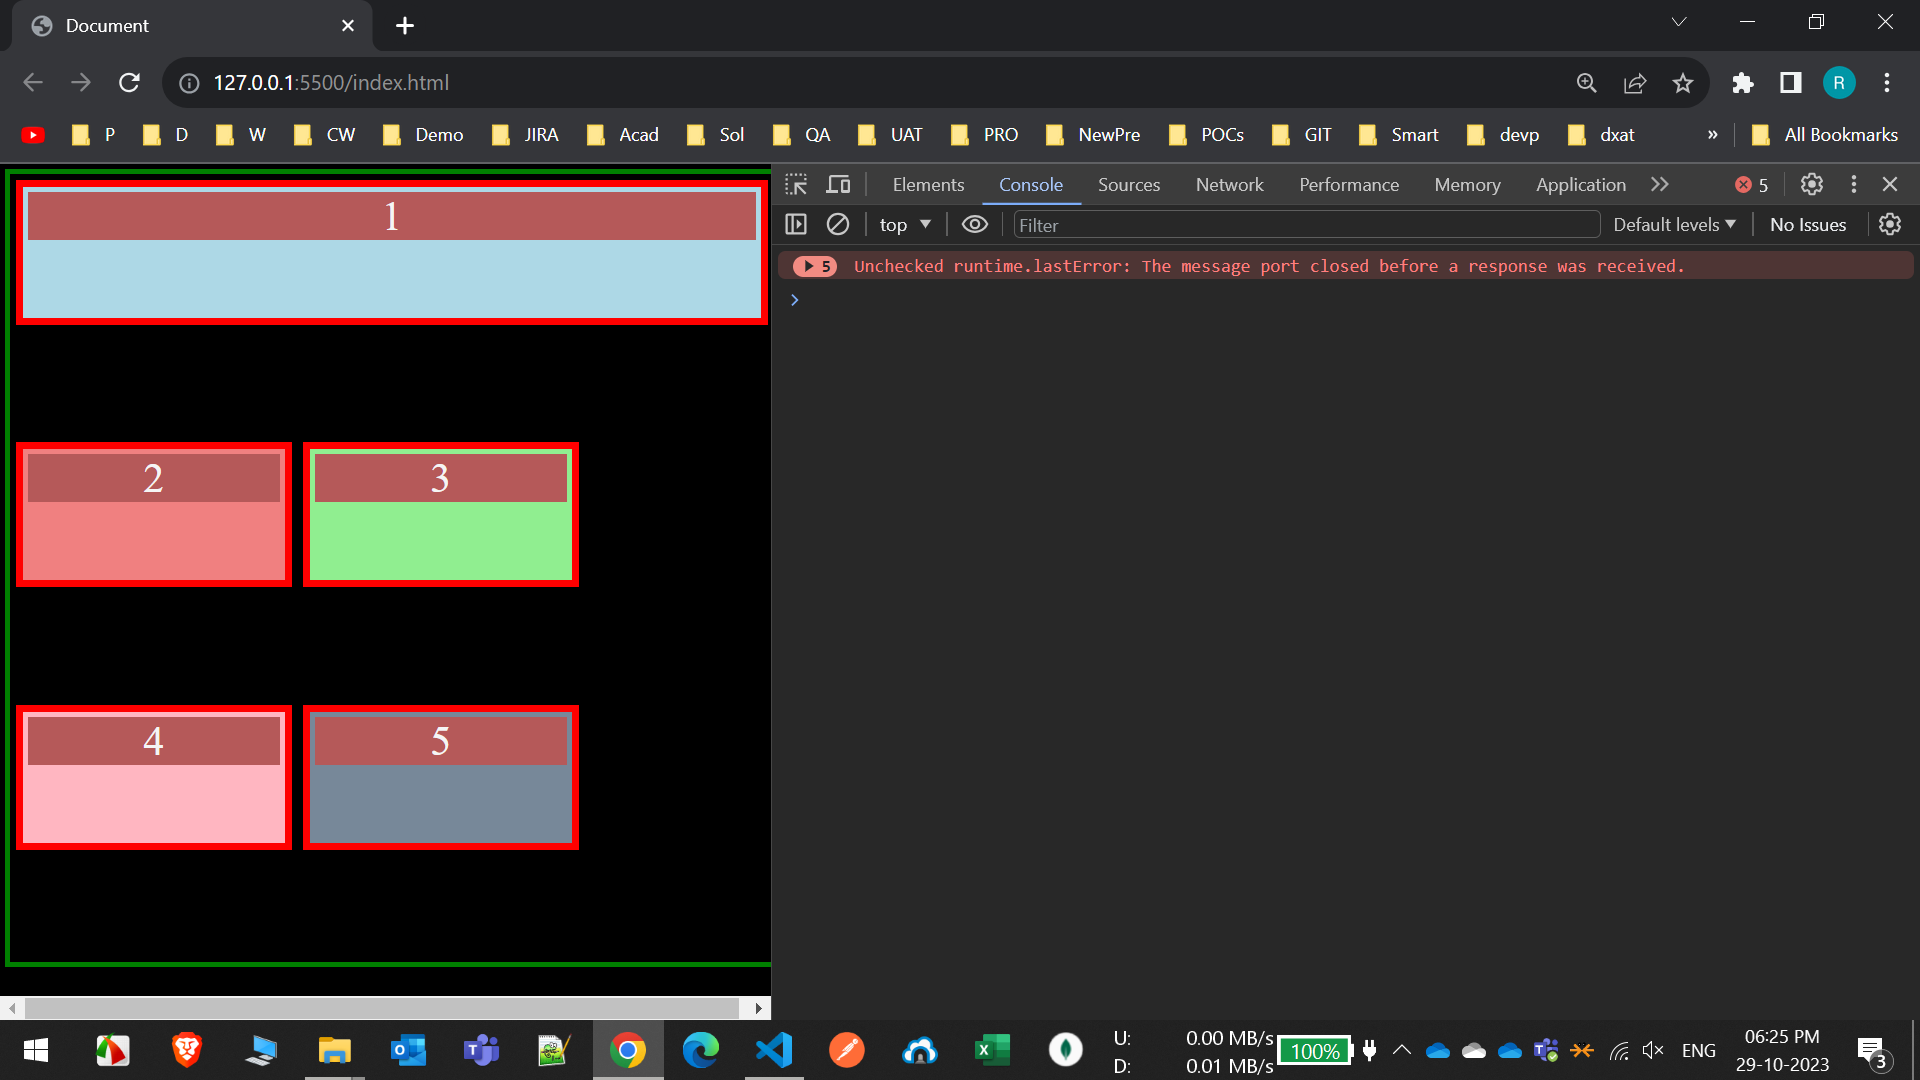 Document
127.0.0.1:5500/index.html
R
P D W CW Demo JIRA Acad Sol QA UAT PRO NewPre POCs GIT Smart devp dxat » All Bookmarks
Elements Console Sources Network Performance Memory Application 5
top Filter Default levels No Issues
5 Unchecked runtime.lastError: The message port closed before a response was received.
1
2 3
4 5
U: 0.00 MB/s
D: 0.01 MB/s
100%
ENG
06:25 PM
29-10-2023
3